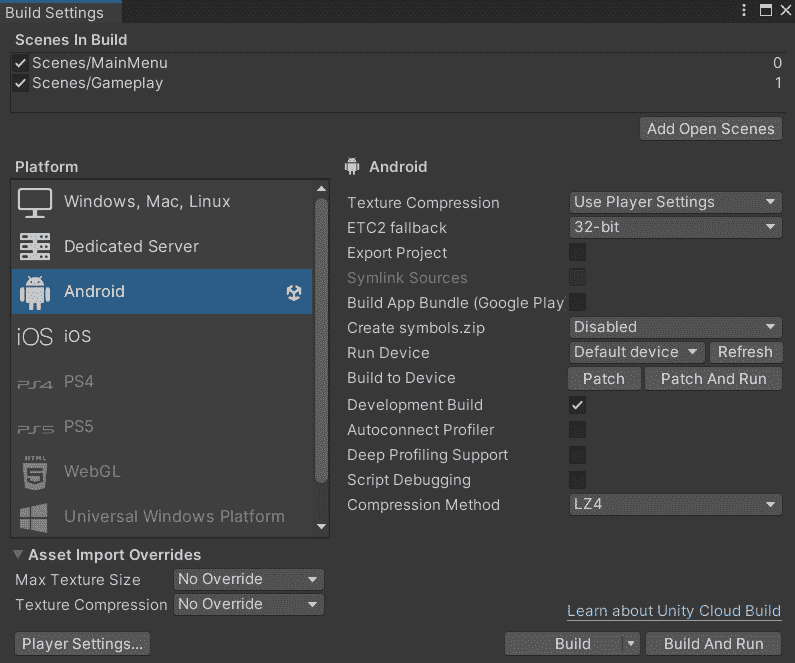 Build Settings
Scenes In Build
Scenes/MainMenu 0
Scenes/Gameplay 1
Add Open Scenes
Platform
Windows, Mac, Linux
Dedicated Server
Android
iOS iOS
PS4 PS4
PS5 PS5
HTML WebGL
Universal Windows Platform
Android
Texture Compression Use Player Settings
ETC2 fallback 32-bit
Export Project
Symlink Sources
Build App Bundle (Google Play
Create symbols.zip Disabled
Run Device Default device Refresh
Build to Device Patch Patch And Run
Development Build
Autoconnect Profiler
Deep Profiling Support
Script Debugging
Compression Method LZ4
Asset Import Overrides
Max Texture Size No Override
Texture Compression No Override
Learn about Unity Cloud Build
Player Settings... Build Build And Run